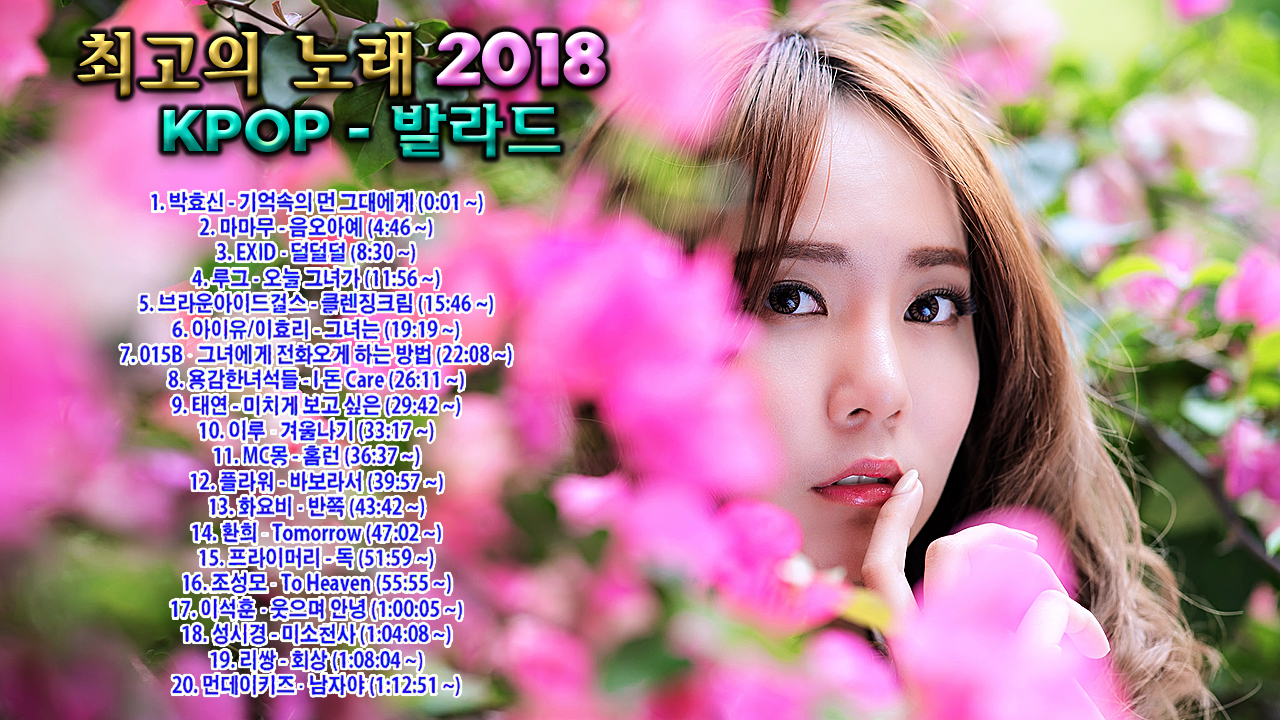 최고의 노래 2018
KPOP - 발라드
1. 박효신 - 기억속의 먼 그대에게 (0:01 ~)
2. 마마무 - 음오아예 (4:46 ~)
3. EXID - 덜덜덜 (8:30 ~)
4. 루그 - 오늘 그녀가 (11:56 ~)
5. 브라운아이드걸스 - 클렌징크림 (15:46 ~)
6. 아이유/이효리 - 그녀는 (19:19 ~)
7. 015B - 그녀에게 전화오게 하는 방법 (22:08 ~)
8. 용감한녀석들 - I 돈 Care (26:11 ~)
9. 태연 - 미치게 보고 싶은 (29:42 ~)
10. 이루 - 겨울나기 (33:17 ~)
11. MC몽 - 홈런 (36:37 ~)
12. 플라워 - 바보라서 (39:57 ~)
13. 화요비 - 반쪽 (43:42 ~)
14. 환희 - Tomorrow (47:02 ~)
15. 프라이머리 - 독 (51:59 ~)
16. 조성모 - To Heaven (55:55 ~)
17. 이석훈 - 웃으며 안녕 (1:00:05 ~)
18. 성시경 - 미소천사 (1:04:08 ~)
19. 리쌍 - 회상 (1:08:04 ~)
20. 먼데이키즈 - 남자야 (1:12:51 ~)